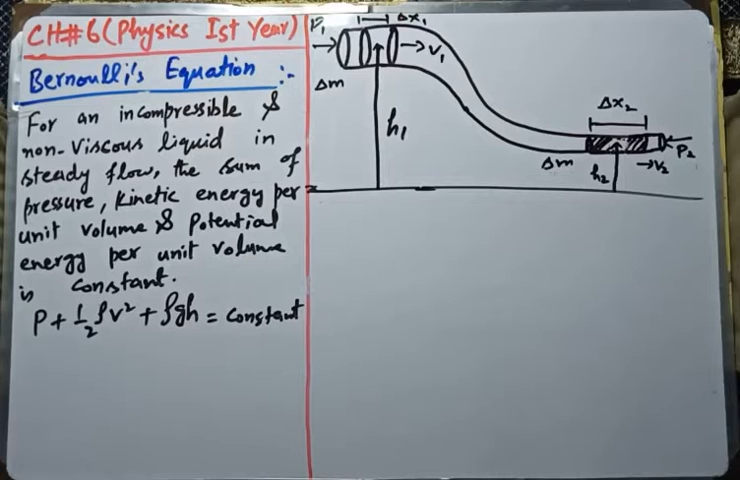 CH#6 (Physics Ist Year)
Bernoulli's Equation :-
For an incompressible &
non-viscous liquid in
steady flow, the sum of
pressure, kinetic energy per
unit volume & Potential
energy per unit volume
is constant.
P + 1/2 ρv² + ρgh = constant
P₁
Δx₁
v₁
Δm
h₁
Δx₂
P₂
Δm
v₂
h₂